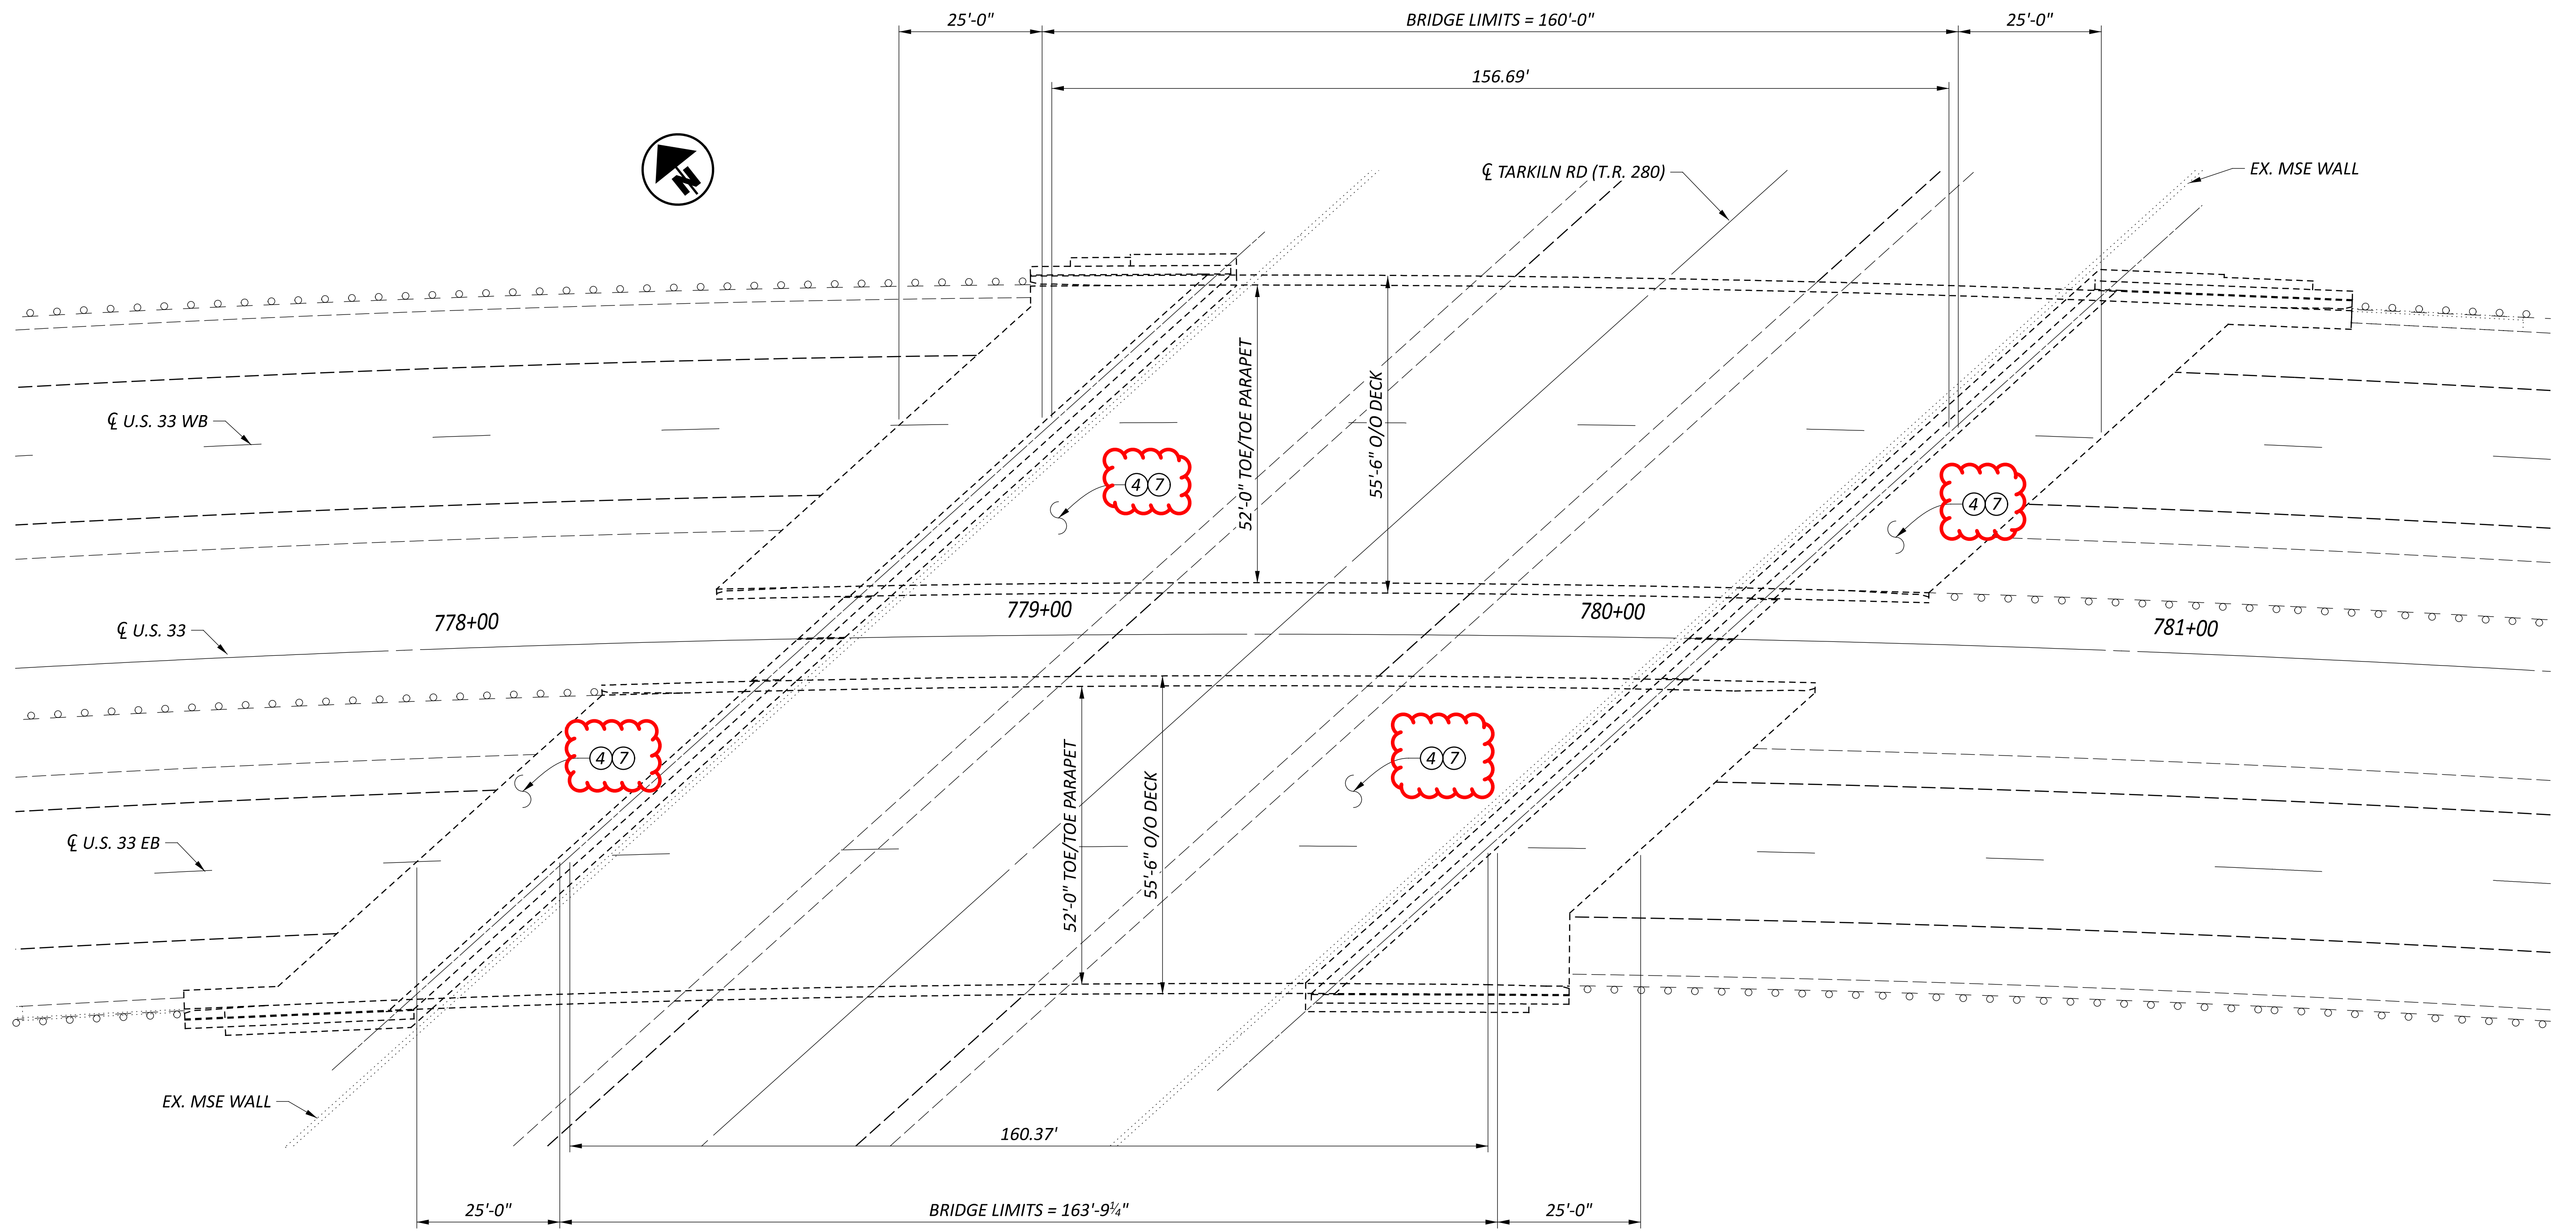 25'-0"
BRIDGE LIMITS = 160'-0"
25'-0"
156.69'
N
℄ TARKILN RD (T.R. 280)
EX. MSE WALL
52'-0" TOE/TOE PARAPET
55'-6" O/O DECK
℄ U.S. 33 WB
4 7
4 7
778+00
779+00
780+00
781+00
℄ U.S. 33
4 7
4 7
52'-0" TOE/TOE PARAPET
55'-6" O/O DECK
℄ U.S. 33 EB
EX. MSE WALL
160.37'
25'-0"
BRIDGE LIMITS = 163'-9¼"
25'-0"